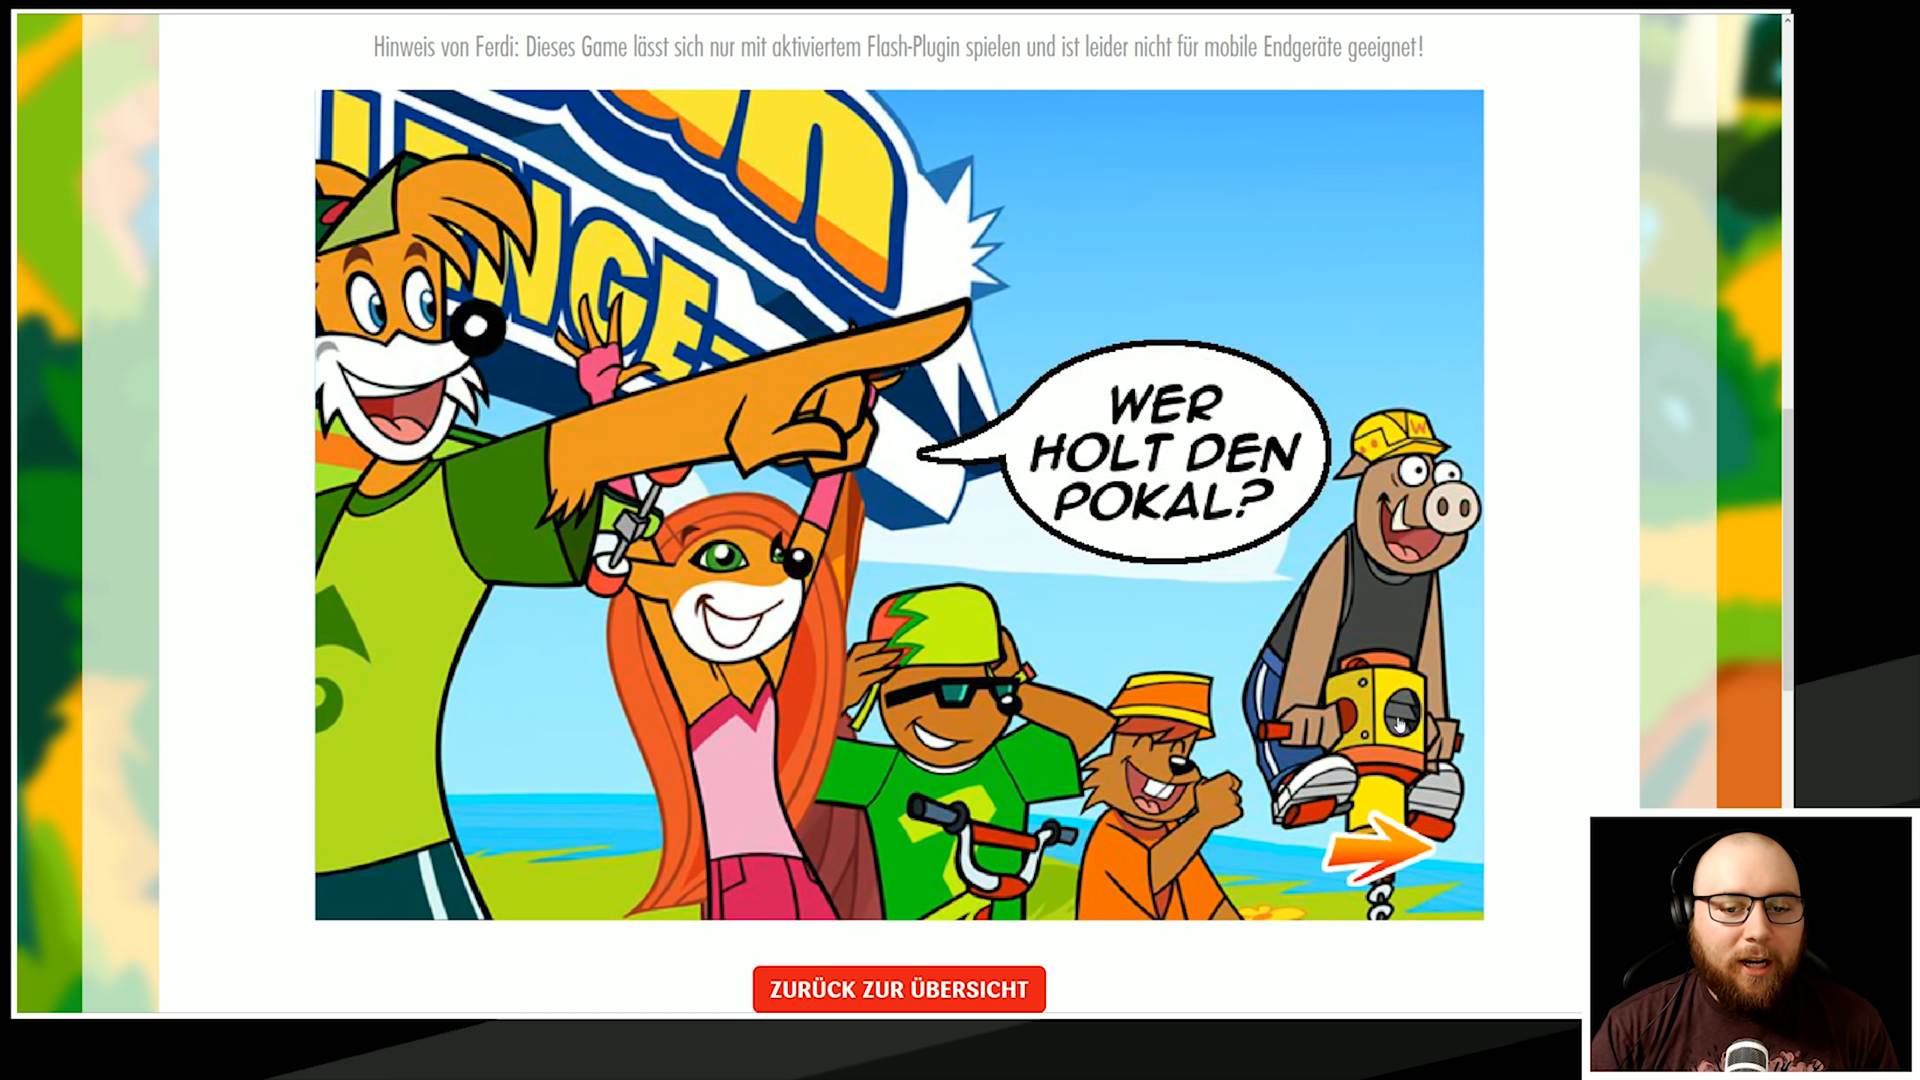 Hinweis von Ferdi: Dieses Game lässt sich nur mit aktiviertem Flash-Plugin spielen und ist leider nicht für mobile Endgeräte geeignet!
WER
HOLT DEN
POKAL?
W
ZURÜCK ZUR ÜBERSICHT